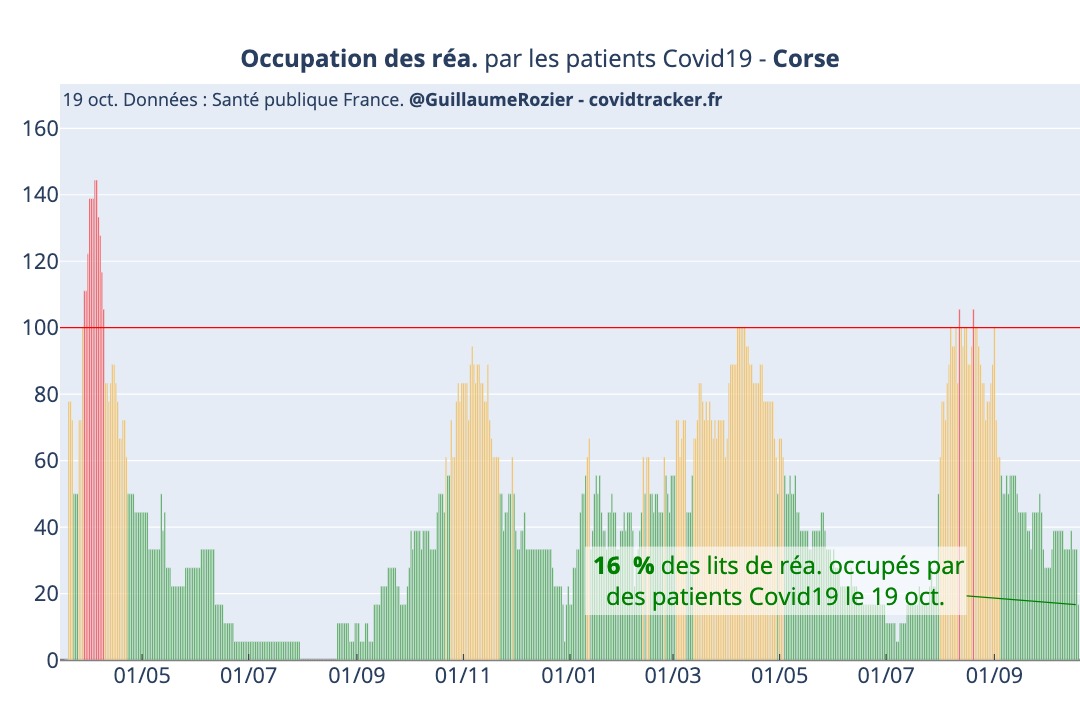 Occupation des réa. par les patients Covid19 - Corse
19 oct. Données : Santé publique France. @GuillaumeRozier - covidtracker.fr
160
140
120
100
80
60
40
20
0
16 % des lits de réa. occupés par
des patients Covid19 le 19 oct.
01/05 01/07 01/09 01/11 01/01 01/03 01/05 01/07 01/09